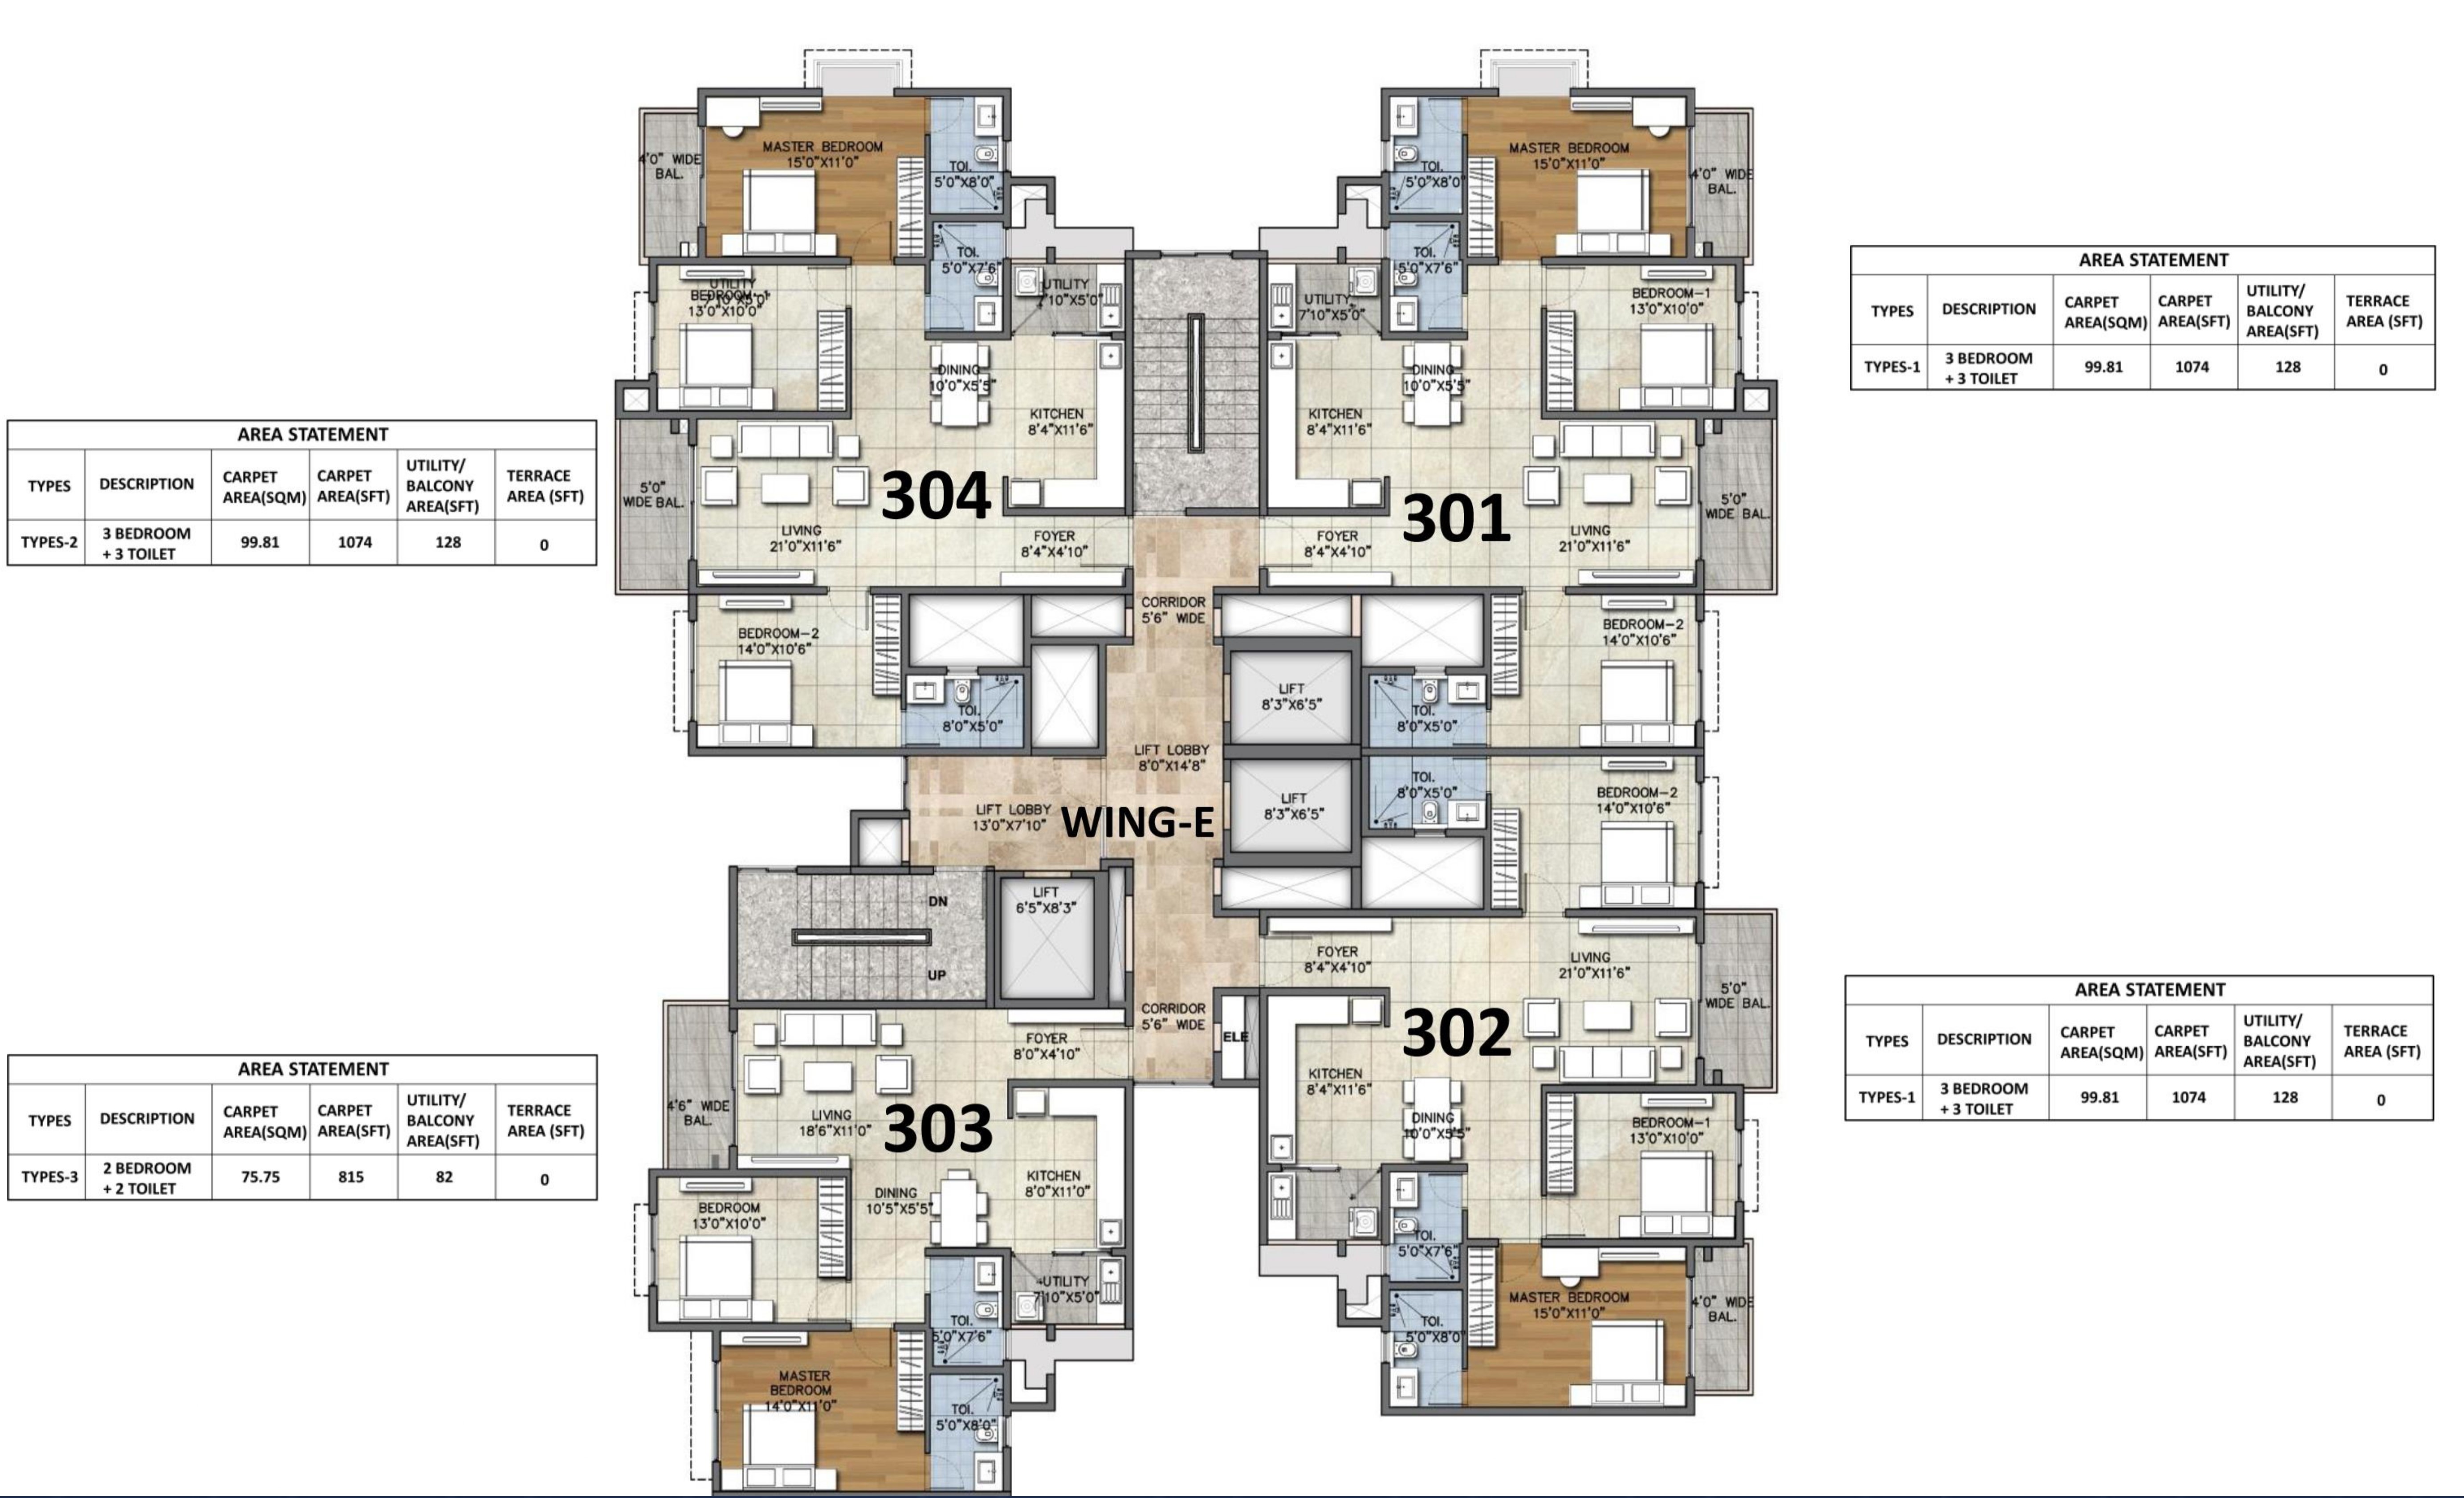 MASTER BEDROOM
15'0"X11'0"
4'0" WIDE
BAL.
TOI.
5'0"X8'0"
TOI.
5'0"X7'6"
UTILITY
7'10"X5'0"
UTILITY
7'10"X5'0"
BEDROOM-1
13'0"X10'0"
DINING
10'0"X5'5"
KITCHEN
8'4"X11'6"
304
5'0"
WIDE BAL.
LIVING
21'0"X11'6"
FOYER
8'4"X4'10"
BEDROOM-2
14'0"X10'6"
TOI.
8'0"X5'0"
AREA STATEMENT
TYPES DESCRIPTION CARPET AREA(SQM) CARPET AREA(SFT) UTILITY/ BALCONY AREA(SFT) TERRACE AREA (SFT)
TYPES-2 3 BEDROOM + 3 TOILET 99.81 1074 128 0
MASTER BEDROOM
15'0"X11'0"
4'0" WIDE
BAL.
TOI.
5'0"X8'0"
TOI.
5'0"X7'6"
UTILITY
7'10"X5'0"
BEDROOM-1
13'0"X10'0"
DINING
10'0"X5'5"
KITCHEN
8'4"X11'6"
301
5'0"
WIDE BAL.
LIVING
21'0"X11'6"
FOYER
8'4"X4'10"
BEDROOM-2
14'0"X10'6"
TOI.
8'0"X5'0"
AREA STATEMENT
TYPES DESCRIPTION CARPET AREA(SQM) CARPET AREA(SFT) UTILITY/ BALCONY AREA(SFT) TERRACE AREA (SFT)
TYPES-1 3 BEDROOM + 3 TOILET 99.81 1074 128 0
CORRIDOR
5'6" WIDE
LIFT
8'3"X6'5"
LIFT LOBBY
8'0"X14'8"
LIFT LOBBY
13'0"X7'10"
WING-E
LIFT
8'3"X6'5"
LIFT
6'5"X8'3"
DN
UP
CORRIDOR
5'6" WIDE
ELE
TOI.
8'0"X5'0"
BEDROOM-2
14'0"X10'6"
FOYER
8'4"X4'10"
LIVING
21'0"X11'6"
5'0"
WIDE BAL.
302
KITCHEN
8'4"X11'6"
DINING
10'0"X5'5"
BEDROOM-1
13'0"X10'0"
TOI.
5'0"X7'6"
MASTER BEDROOM
15'0"X11'0"
4'0" WIDE
BAL.
TOI.
5'0"X8'0"
AREA STATEMENT
TYPES DESCRIPTION CARPET AREA(SQM) CARPET AREA(SFT) UTILITY/ BALCONY AREA(SFT) TERRACE AREA (SFT)
TYPES-1 3 BEDROOM + 3 TOILET 99.81 1074 128 0
FOYER
8'0"X4'10"
4'6" WIDE
BAL.
LIVING
18'6"X11'0"
303
KITCHEN
8'0"X11'0"
DINING
10'5"X5'5"
BEDROOM
13'0"X10'0"
UTILITY
7'10"X5'0"
TOI.
5'0"X7'6"
MASTER
BEDROOM
14'0"X11'0"
TOI.
5'0"X8'0"
AREA STATEMENT
TYPES DESCRIPTION CARPET AREA(SQM) CARPET AREA(SFT) UTILITY/ BALCONY AREA(SFT) TERRACE AREA (SFT)
TYPES-3 2 BEDROOM + 2 TOILET 75.75 815 82 0